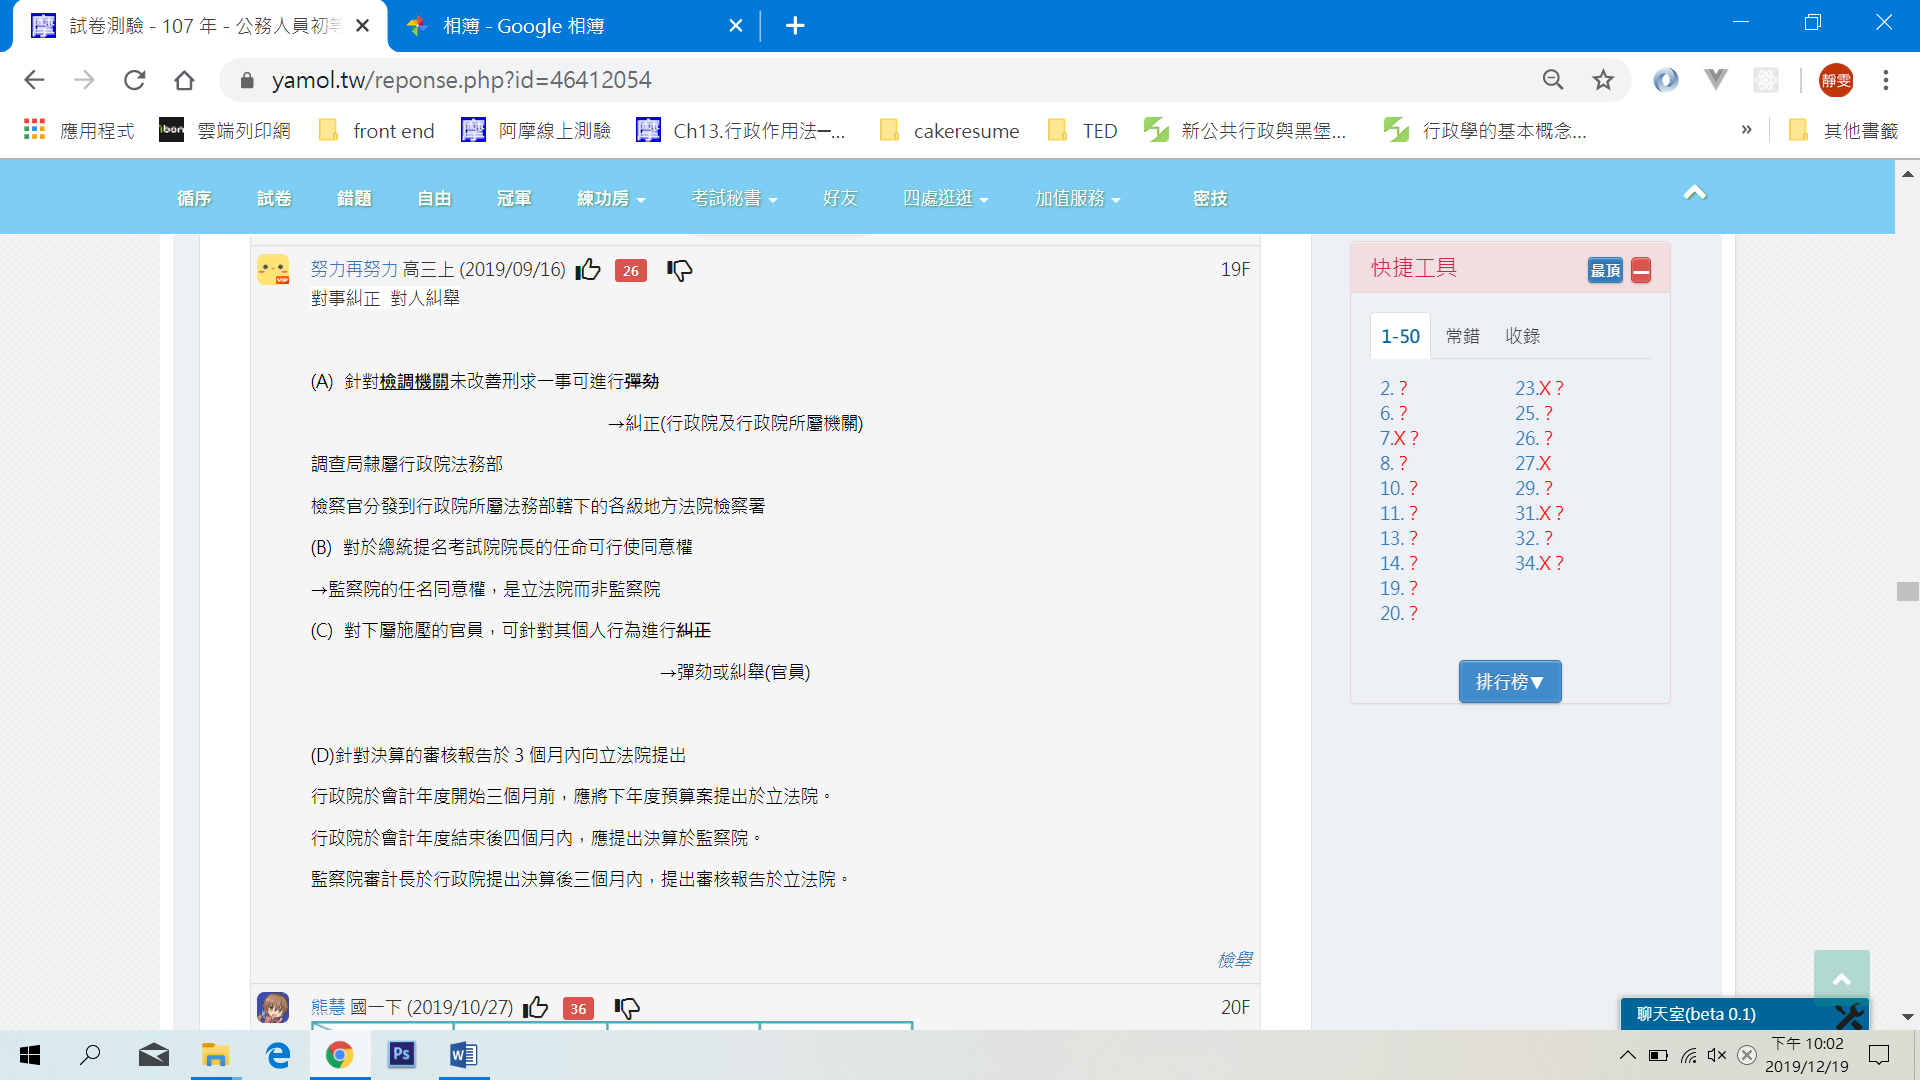 試卷測驗 - 107 年 - 公務人員初等
相簿 - Google 相簿
yamol.tw/reponse.php?id=46412054
靜雯
應用程式
ibon
雲端列印網
front end
阿摩線上測驗
Ch13.行政作用法—...
cakeresume
TED
新公共行政與黑堡...
行政學的基本概念...
»
其他書籤
循序
試卷
錯題
自由
冠軍
練功房
考試秘書
好友
四處逛逛
加值服務
密技
努力再努力 高三上 (2019/09/16) 26 19F
對事糾正 對人糾舉
(A) 針對檢調機關未改善刑求一事可進行彈劾
→糾正(行政院及行政院所屬機關)
調查局隸屬行政院法務部
檢察官分發到行政院所屬法務部轄下的各級地方法院檢察署
(B) 對於總統提名考試院院長的任命可行使同意權
→監察院的任名同意權，是立法院而非監察院
(C) 對下屬施壓的官員，可針對其個人行為進行糾正
→彈劾或糾舉(官員)
(D)針對決算的審核報告於 3 個月內向立法院提出
行政院於會計年度開始三個月前，應將下年度預算案提出於立法院。
行政院於會計年度結束後四個月內，應提出決算於監察院。
監察院審計長於行政院提出決算後三個月內，提出審核報告於立法院。
檢舉
熊慧 國一下 (2019/10/27) 36 20F
快捷工具
最頂
1-50 常錯 收錄
2. ? 23.X ?
6. ? 25. ?
7.X ? 26. ?
8. ? 27.X
10. ? 29. ?
11. ? 31.X ?
13. ? 32. ?
14. ? 34.X ?
19. ?
20. ?
排行榜▼
聊天室(beta 0.1)
下午 10:02
2019/12/19